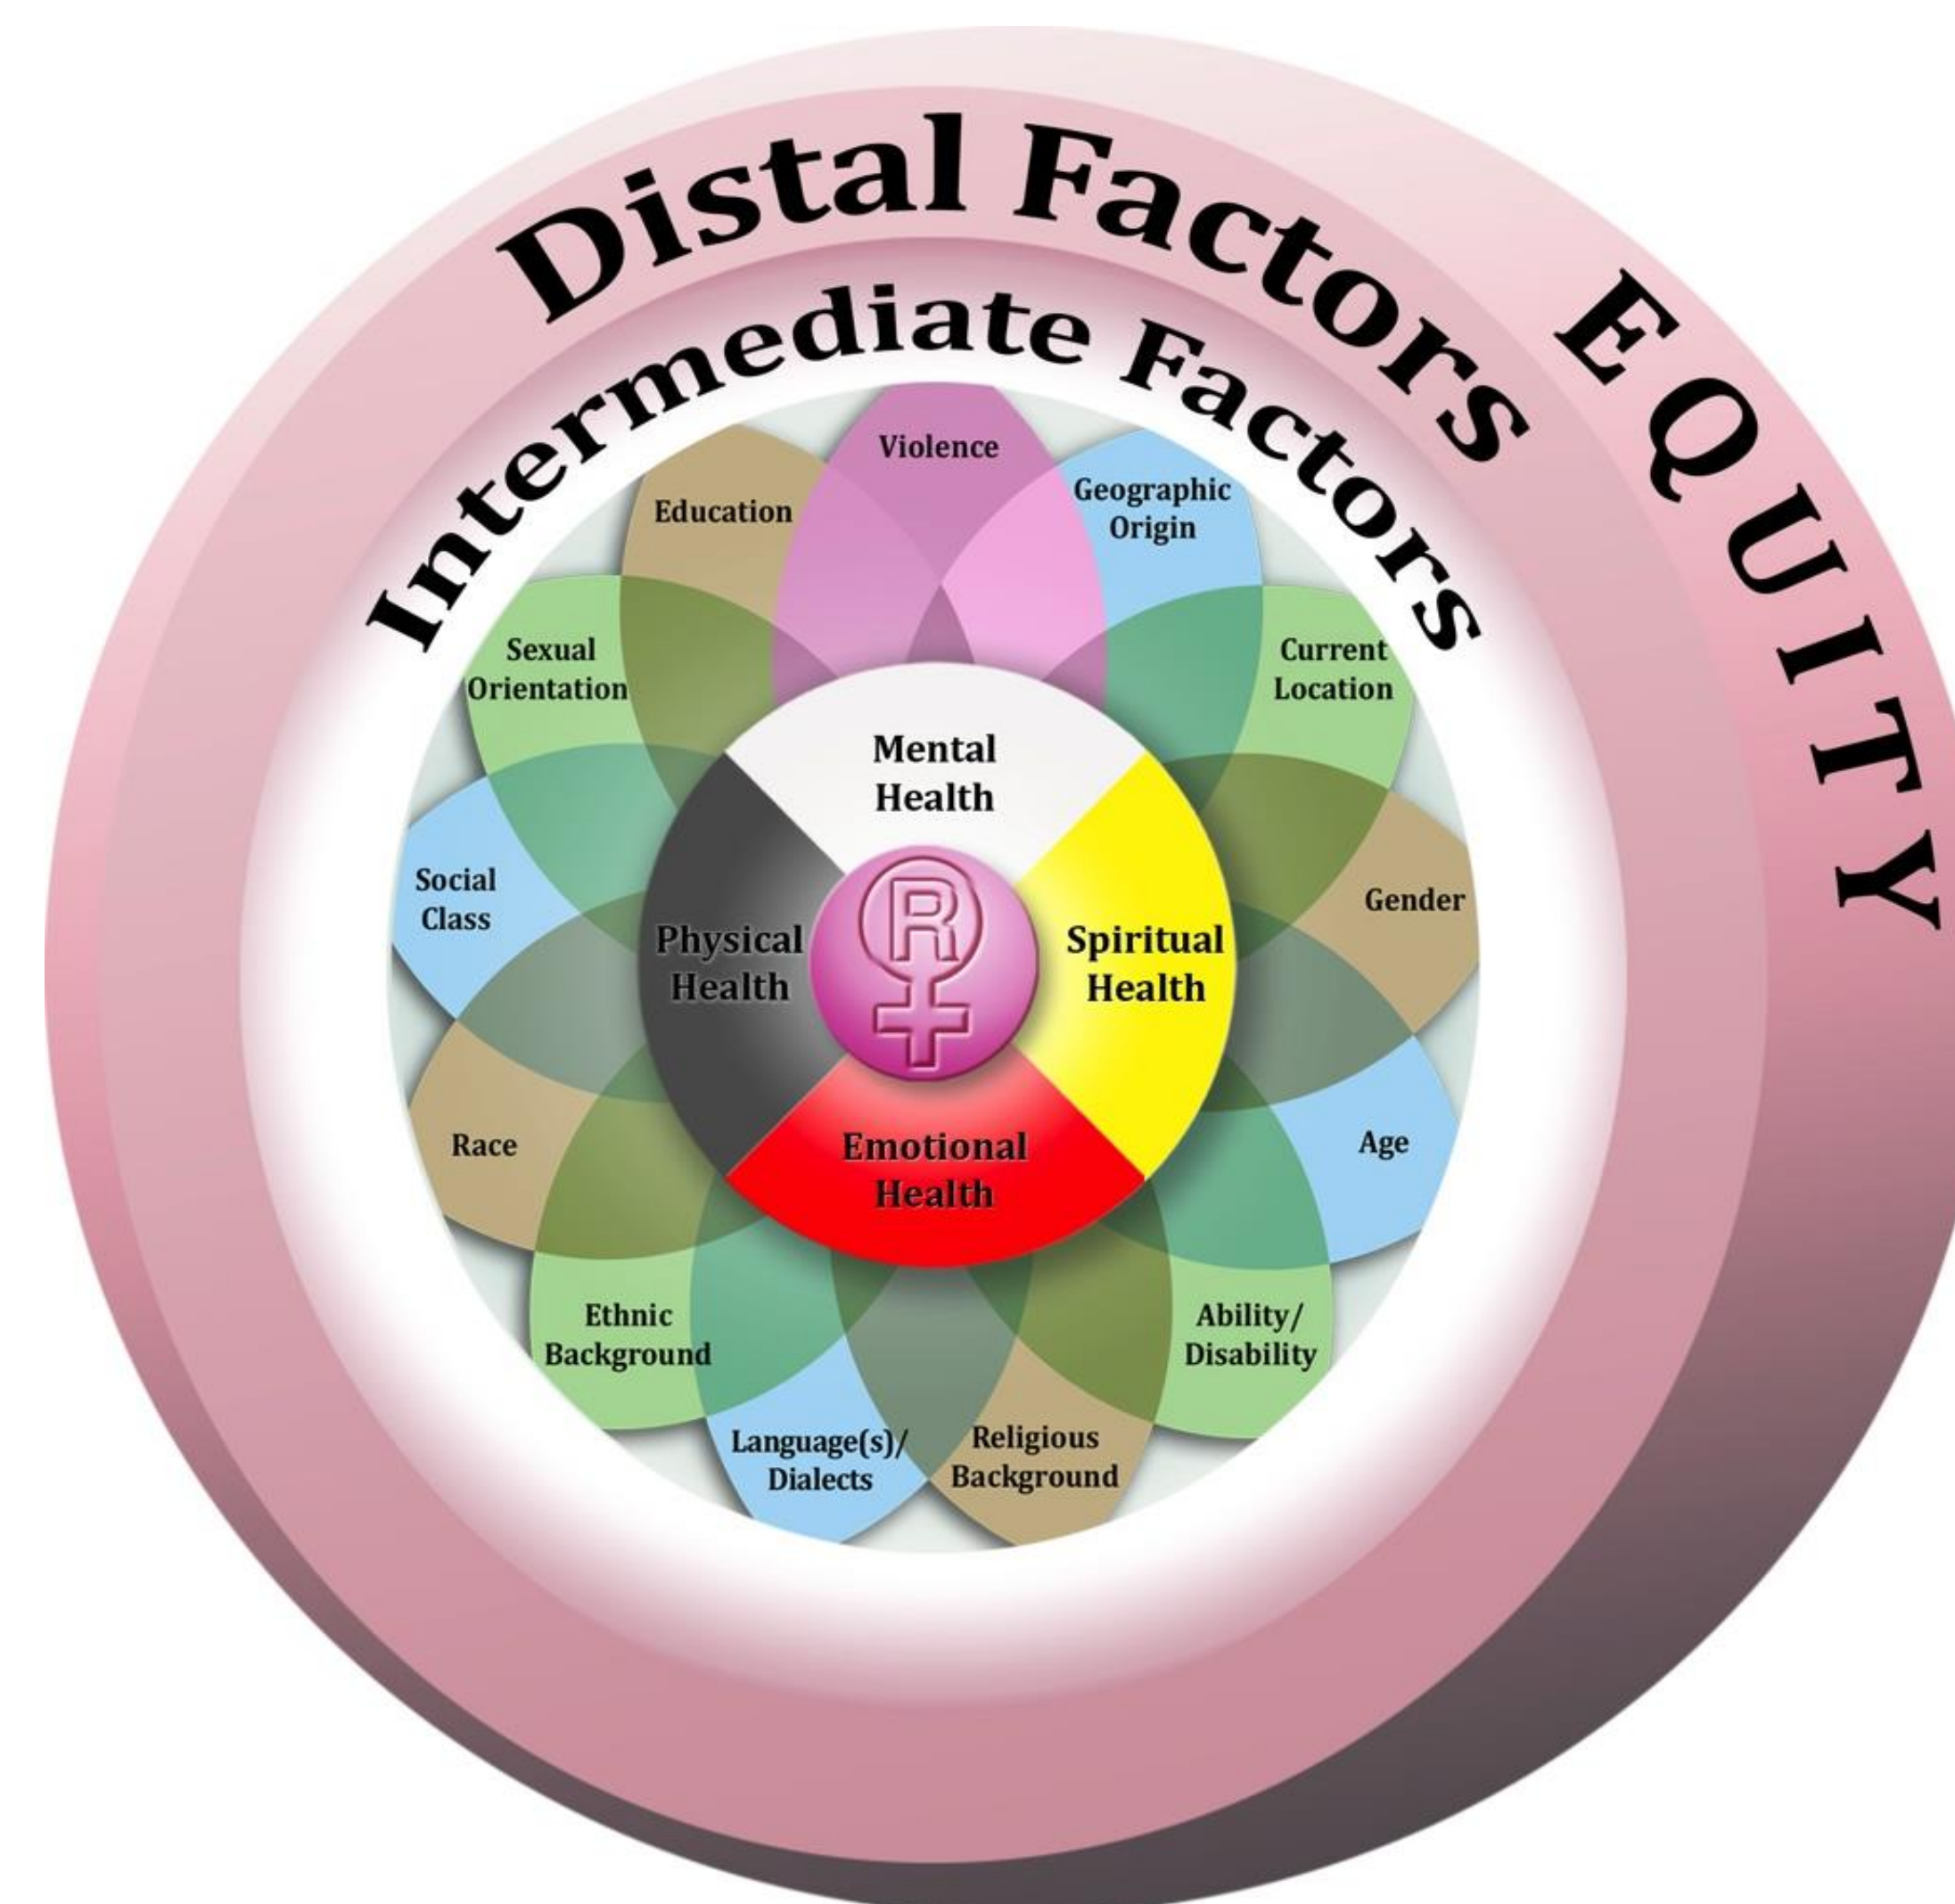 Distal Factors
EQUITY
Intermediate Factors
Violence
Geographic
Origin
Current
Location
Gender
Age
Ability/
Disability
Religious
Background
Language(s)/
Dialects
Ethnic
Background
Race
Social
Class
Sexual
Orientation
Education
Mental
Health
Spiritual
Health
Emotional
Health
Physical
Health
R